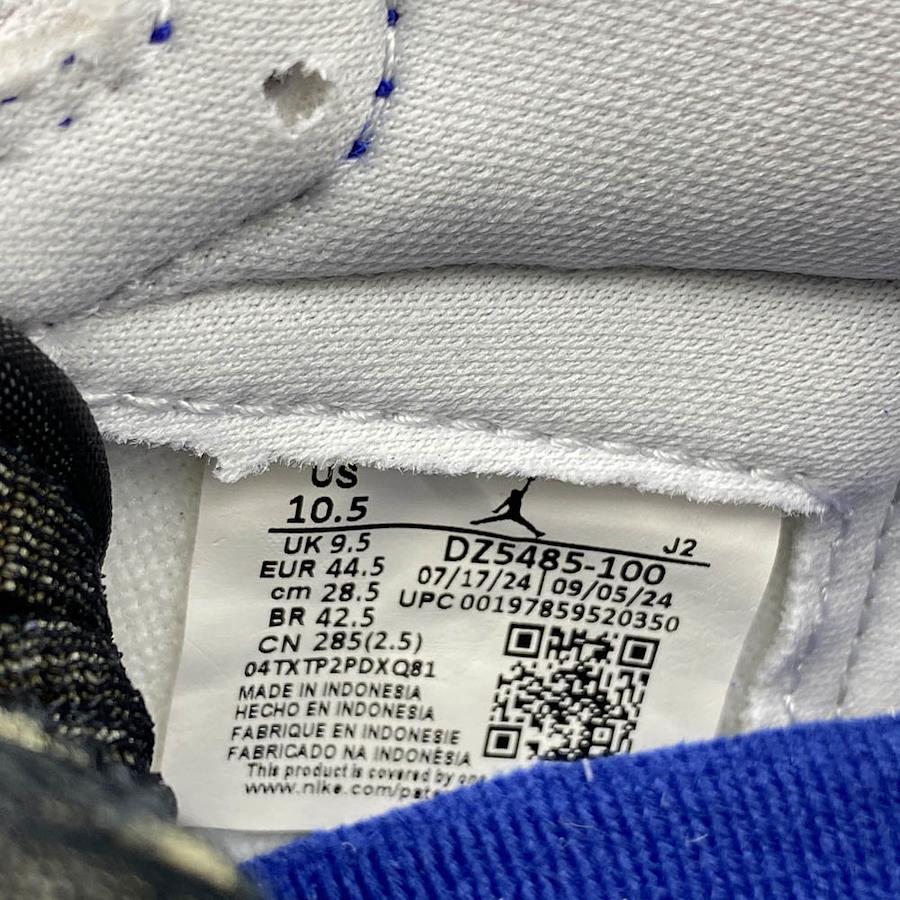 US
10.5
J2
UK 9.5
DZ5485-100
EUR 44.5
07/17/24 | 09/05/24
cm 28.5
UPC 00197859520350
BR 42.5
CN 285(2.5)
04TXTP2PDXQ81
MADE IN INDONESIA
HECHO EN INDONESIA
FABRIQUE EN INDONESIE
FABRICADO NA INDONÉSIA
This product is covered by one
www.nike.com/pat